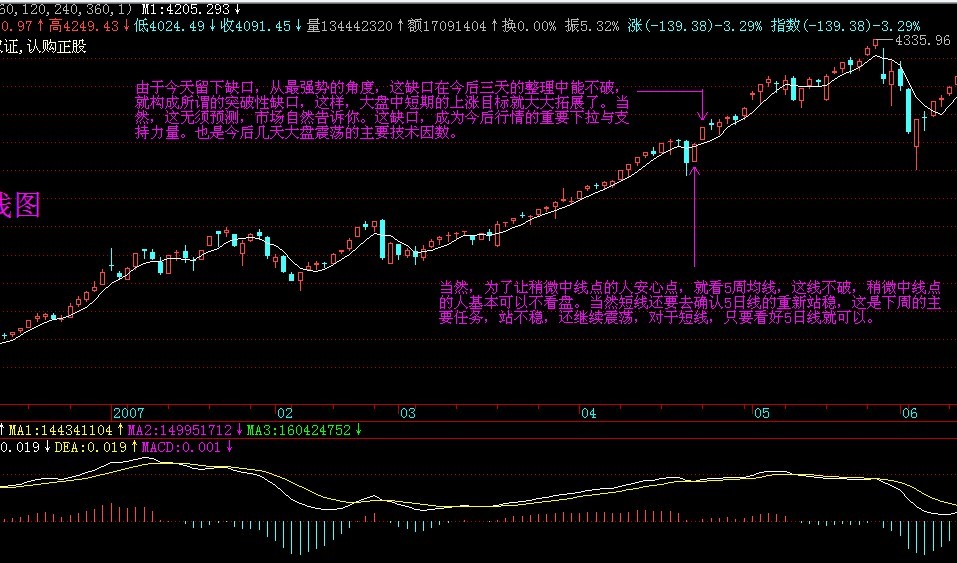 60,120,240,360,1) M1:4205.293↓
0.97↑高4249.43↓低4024.49↓收4091.45↓量134442320↑额17091404↑换0.00% 振5.32% 涨(-139.38)-3.29% 指数(-139.38)-3.29%
证,认购正股
4335.96
由于今天留下缺口，从最强势的角度，这缺口在今后三天的整理中能不破，
就构成所谓的突破性缺口，这样，大盘中短期的上涨目标就大大拓展了。当
然，这无须预测，市场自然告诉你。这缺口，成为今后行情的重要下拉与支
持力量。也是今后几天大盘震荡的主要技术因数。
线图
当然，为了让稍微中线点的人安心点，就看5周均线，这线不破，稍微中线点
的人基本可以不看盘。当然短线还要去确认5日线的重新站稳，这是下周的主
要任务，站不稳，还继续震荡，对于短线，只要看好5日线就可以。
2007 02 03 04 05 06
↑MA1:144341104↑MA2:149951712↓MA3:160424752↓
0.019↓DEA:0.019↑MACD:0.001↓